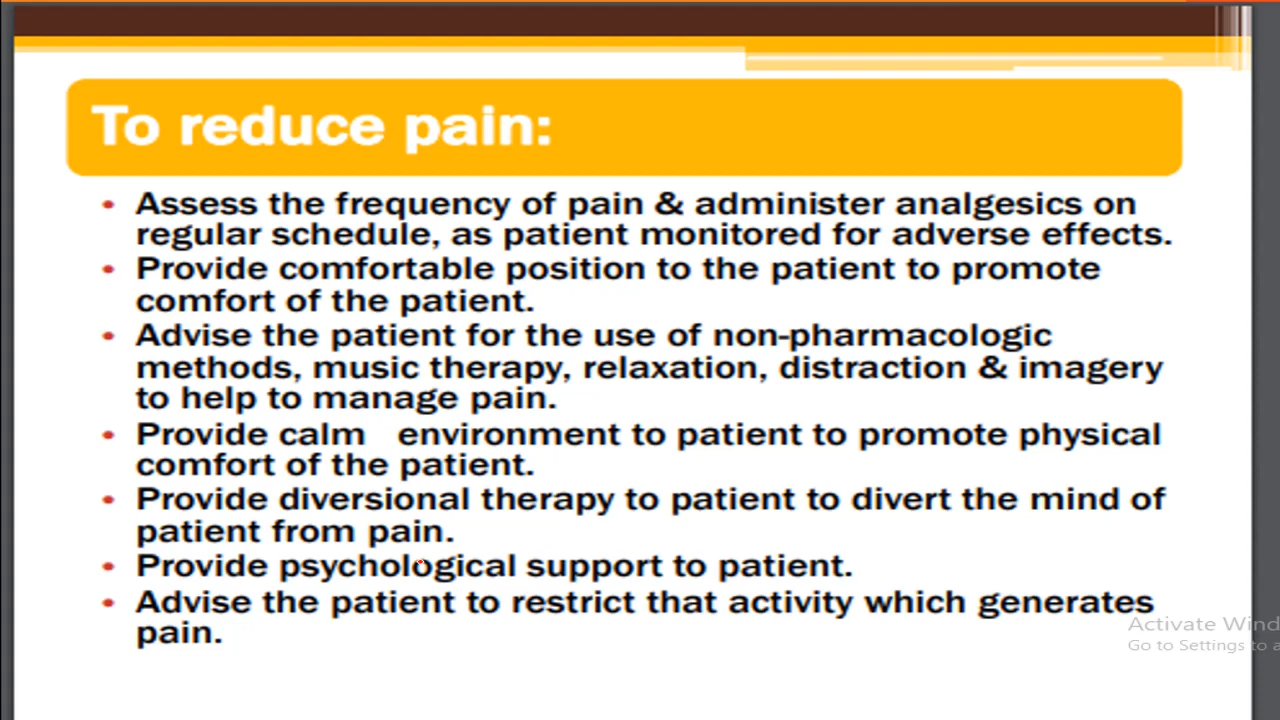 To reduce pain:
• Assess the frequency of pain & administer analgesics on
regular schedule, as patient monitored for adverse effects.
• Provide comfortable position to the patient to promote
comfort of the patient.
• Advise the patient for the use of non-pharmacologic
methods, music therapy, relaxation, distraction & imagery
to help to manage pain.
• Provide calm environment to patient to promote physical
comfort of the patient.
• Provide diversional therapy to patient to divert the mind of
patient from pain.
• Provide psychological support to patient.
• Advise the patient to restrict that activity which generates
pain.
Activate Wind
Go to Settings to a